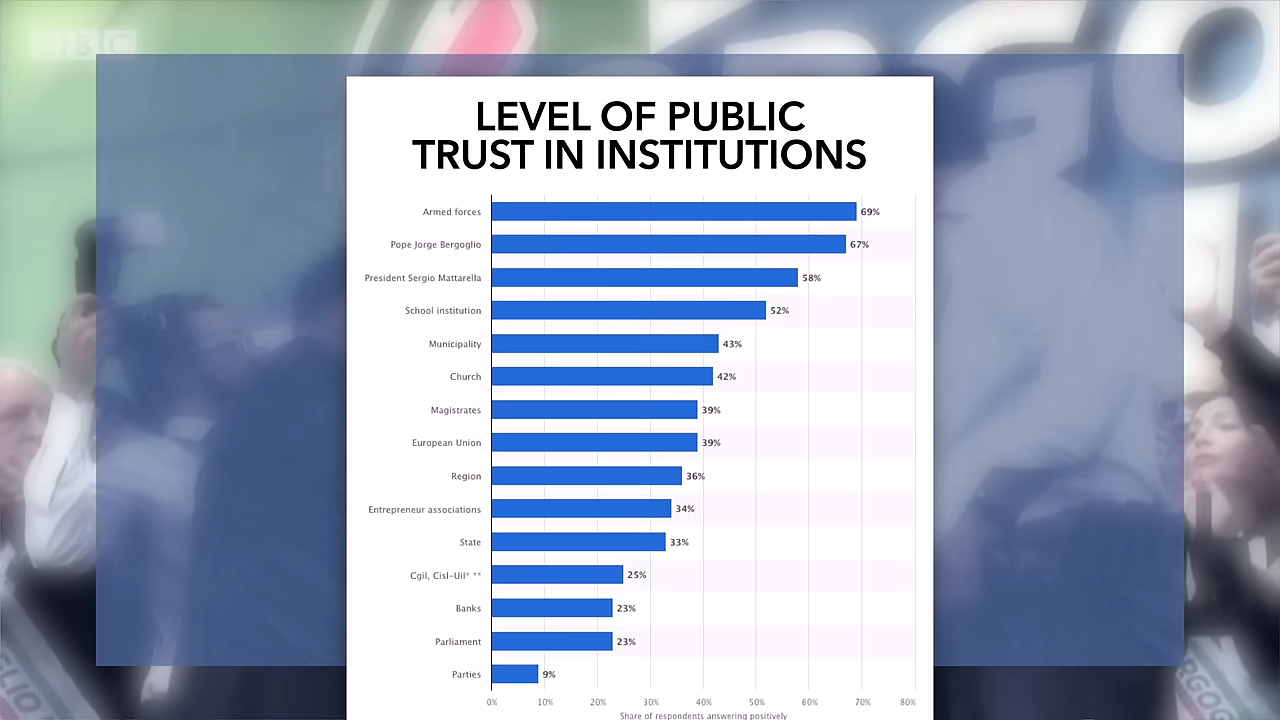 BBC
LEVEL OF PUBLIC
TRUST IN INSTITUTIONS
Armed forces 69%
Pope Jorge Bergoglio 67%
President Sergio Mattarella 58%
School institution 52%
Municipality 43%
Church 42%
Magistrates 39%
European Union 39%
Region 36%
Entrepreneur associations 34%
State 33%
Cgil, Cisl-Uil* ** 25%
Banks 23%
Parliament 23%
Parties 9%
0% 10% 20% 30% 40% 50% 60% 70% 80%
Share of respondents answering positively